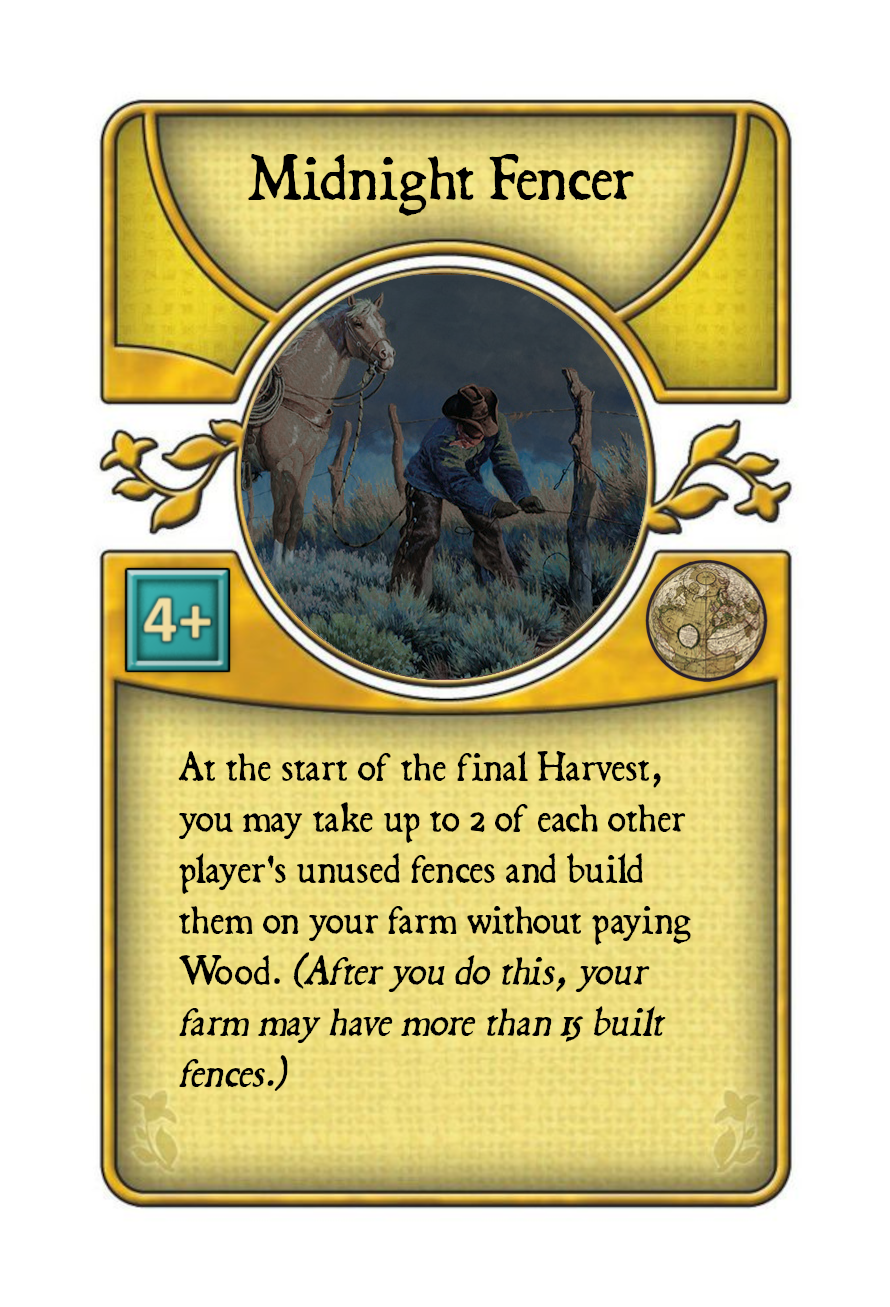 Midnight Fencer
4+
At the start of the final Harvest,
you may take up to 2 of each other
player's unused fences and build
them on your farm without paying
Wood. (After you do this, your
farm may have more than 15 built
fences.)